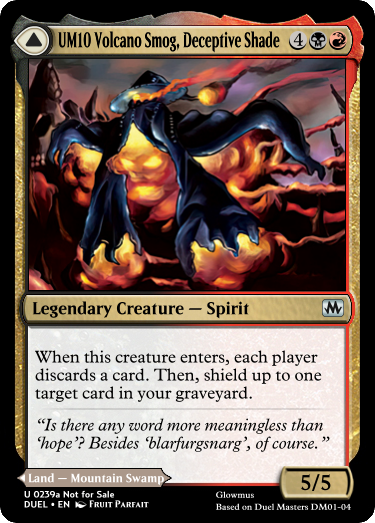 UM10 Volcano Smog, Deceptive Shade 4
Legendary Creature — Spirit
When this creature enters, each player
discards a card. Then, shield up to one
target card in your graveyard.
“Is there any word more meaningless than
‘hope’? Besides ‘blarfurgsnarg’, of course.”
Land — Mountain Swamp
5/5
U 0239a Not for Sale
DUEL • EN Fruit Parfait
Glowmus
Based on Duel Masters DM01-04